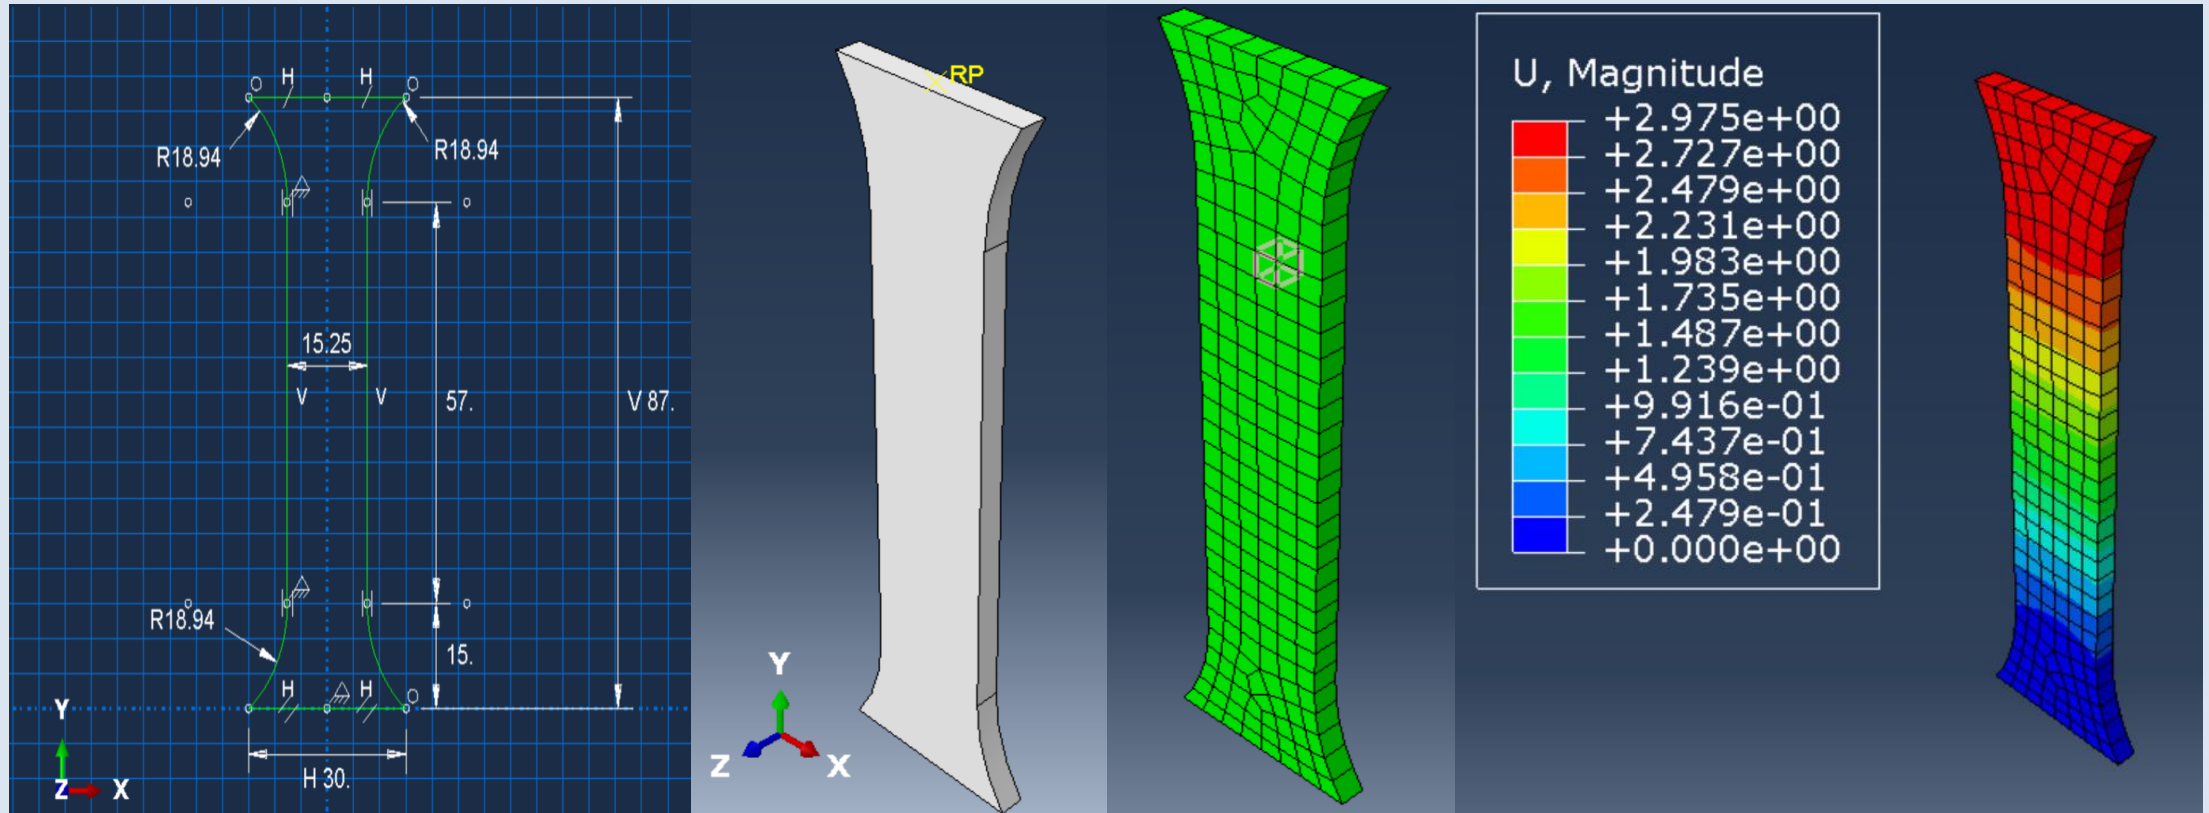 H H
R18.94
R18.94
15.25
V V
57.
V 87.
R18.94
15.
H H
H 30.
Y
Z X
RP
Y
Z X
U, Magnitude
+2.975e+00
+2.727e+00
+2.479e+00
+2.231e+00
+1.983e+00
+1.735e+00
+1.487e+00
+1.239e+00
+9.916e-01
+7.437e-01
+4.958e-01
+2.479e-01
+0.000e+00